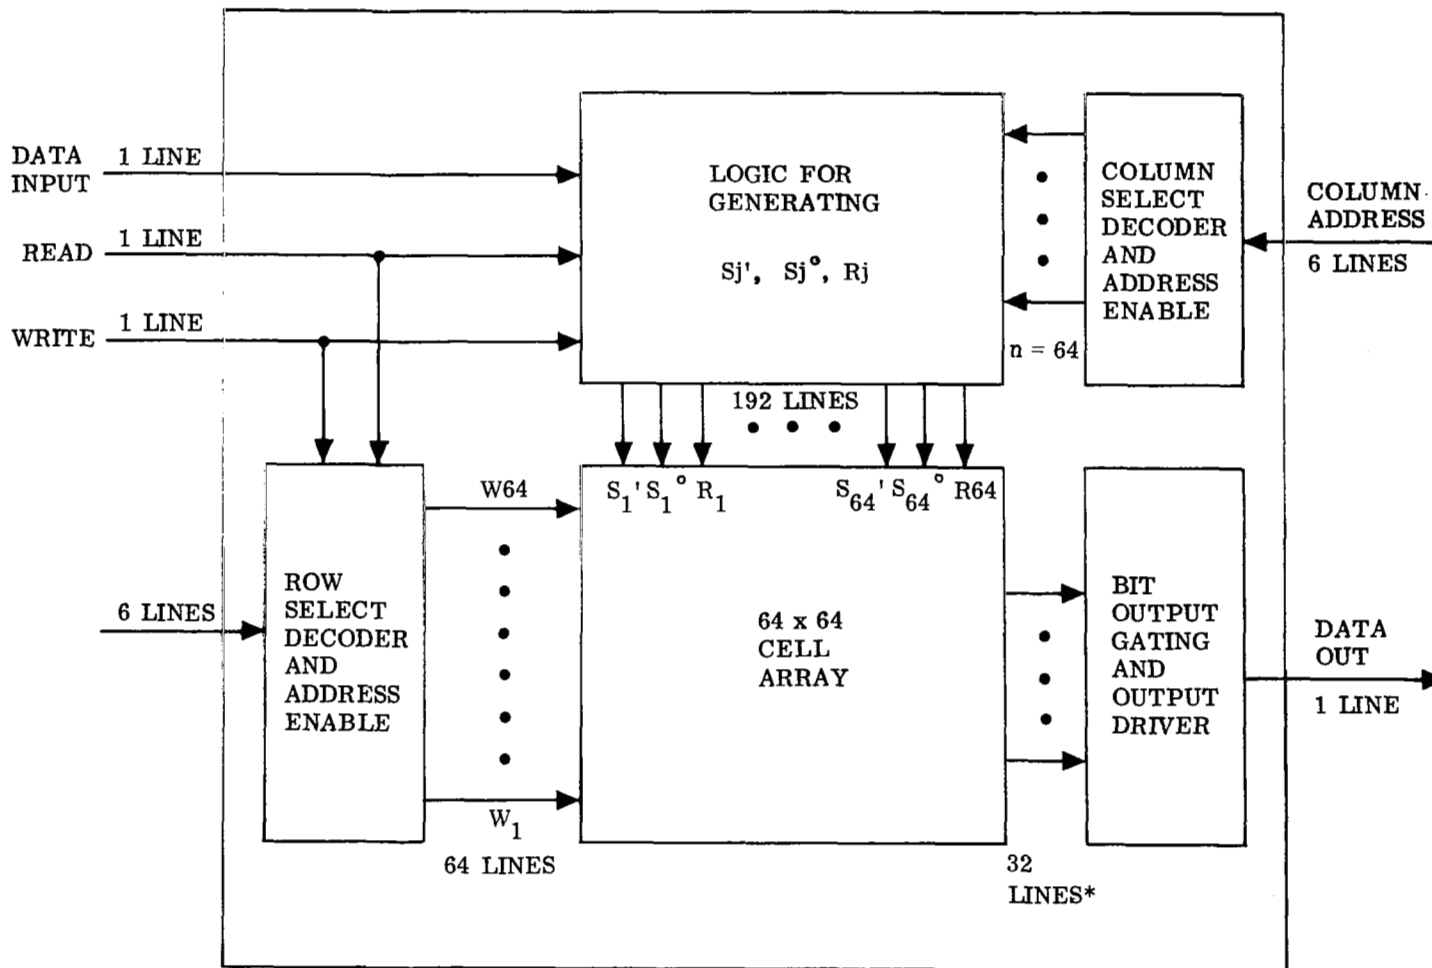 DATA
INPUT
1 LINE
READ
1 LINE
WRITE
1 LINE
LOGIC FOR
GENERATING
Sj', Sj°, Rj
COLUMN
SELECT
DECODER
AND
ADDRESS
ENABLE
COLUMN
ADDRESS
6 LINES
n = 64
192 LINES
6 LINES
ROW
SELECT
DECODER
AND
ADDRESS
ENABLE
W64
W₁
64 LINES
S₁' S₁° R₁
S₆₄' S₆₄° R64
64 x 64
CELL
ARRAY
32
LINES*
BIT
OUTPUT
GATING
AND
OUTPUT
DRIVER
DATA
OUT
1 LINE